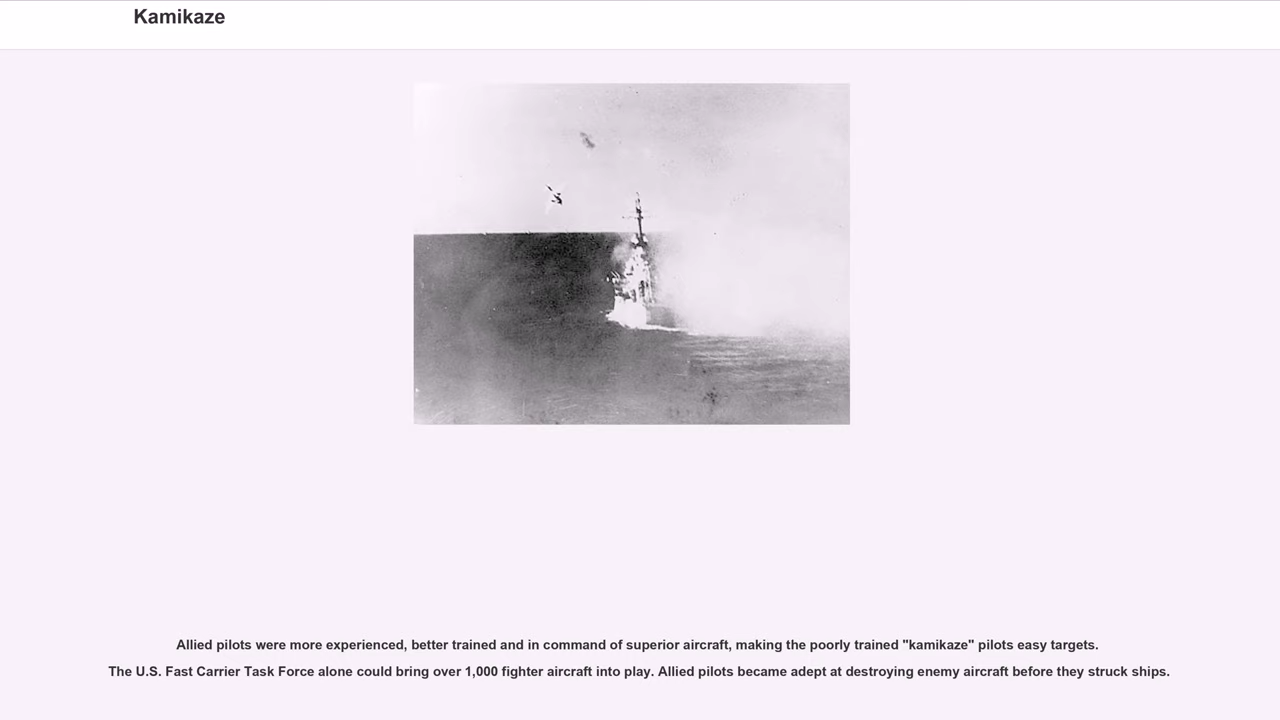 Kamikaze
Allied pilots were more experienced, better trained and in command of superior aircraft, making the poorly trained "kamikaze" pilots easy targets.
The U.S. Fast Carrier Task Force alone could bring over 1,000 fighter aircraft into play. Allied pilots became adept at destroying enemy aircraft before they struck ships.